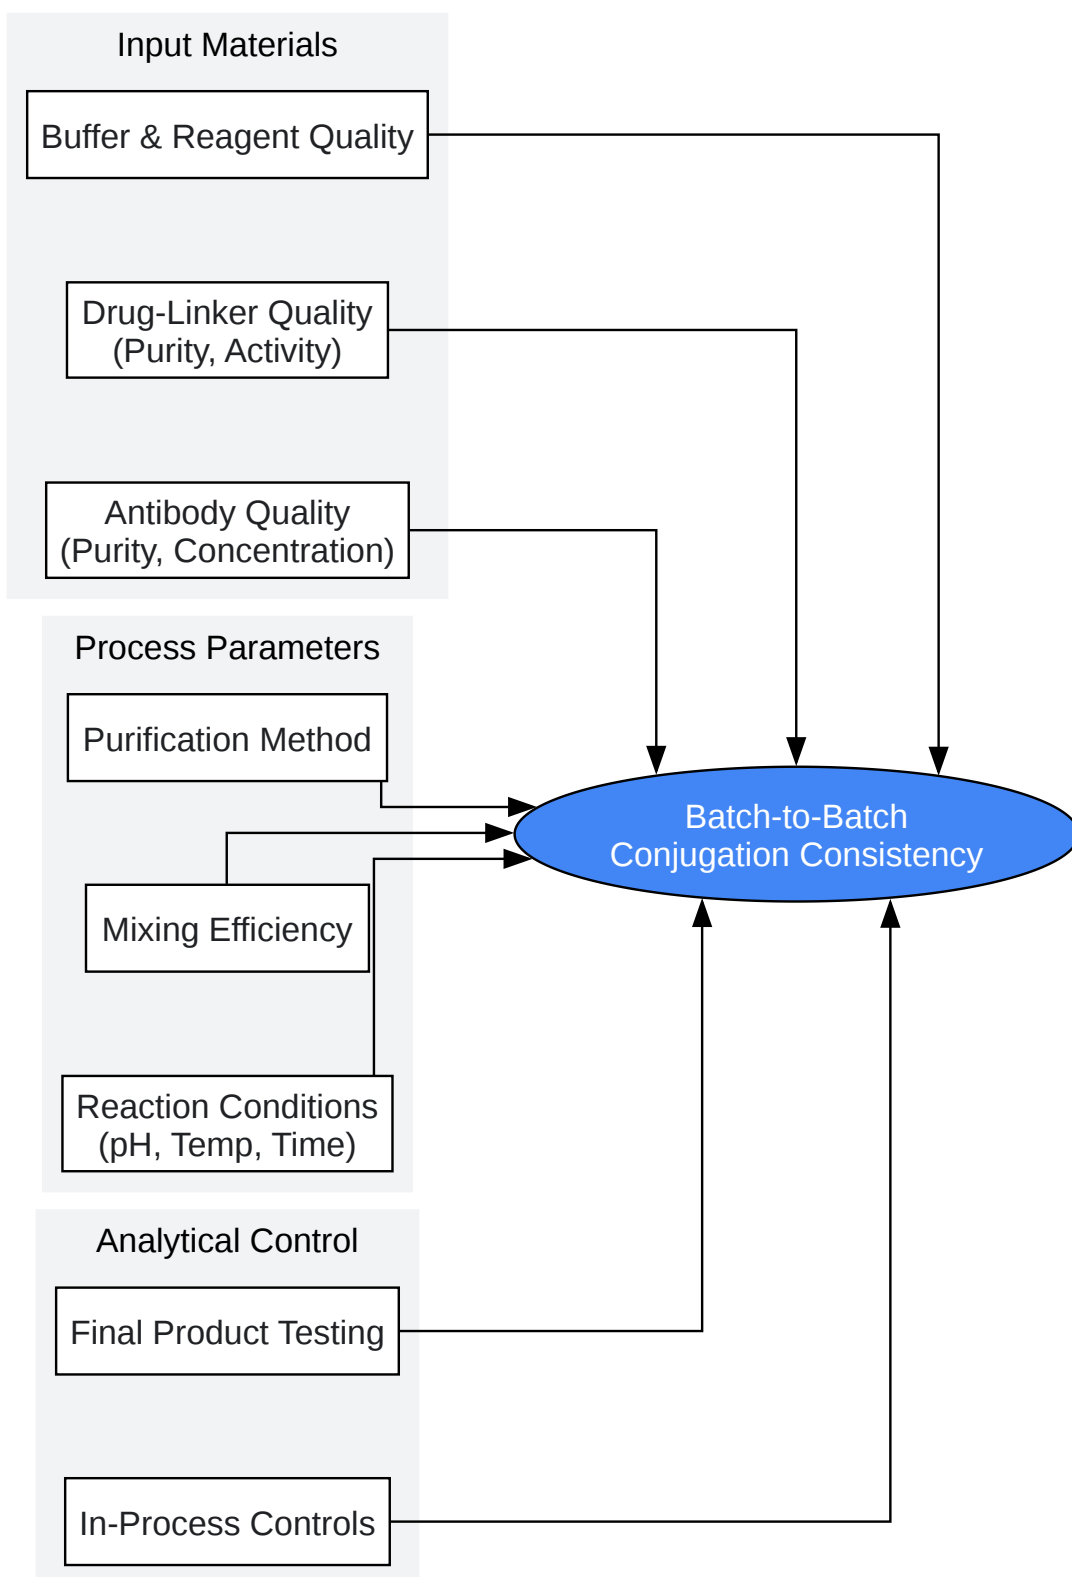 Input Materials
Buffer & Reagent Quality
Drug-Linker Quality
(Purity, Activity)
Antibody Quality
(Purity, Concentration)
Process Parameters
Purification Method
Mixing Efficiency
Reaction Conditions
(pH, Temp, Time)
Batch-to-Batch
Conjugation Consistency
Analytical Control
Final Product Testing
In-Process Controls